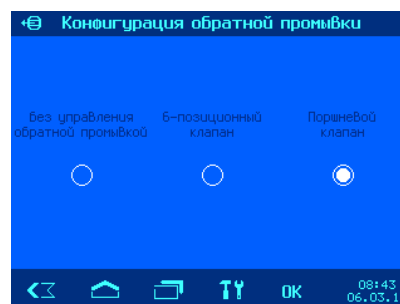 Конфигурация обратной промывки
без управления 6-позиционный Поршневой
обратной промывкой клапан клапан
OK 08:43
06.03.1